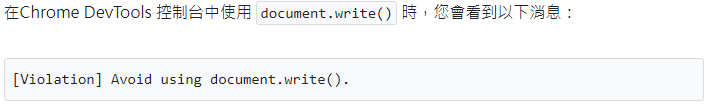 在Chrome DevTools 控制台中使用 document.write() 時，您會看到以下消息：
[Violation] Avoid using document.write().